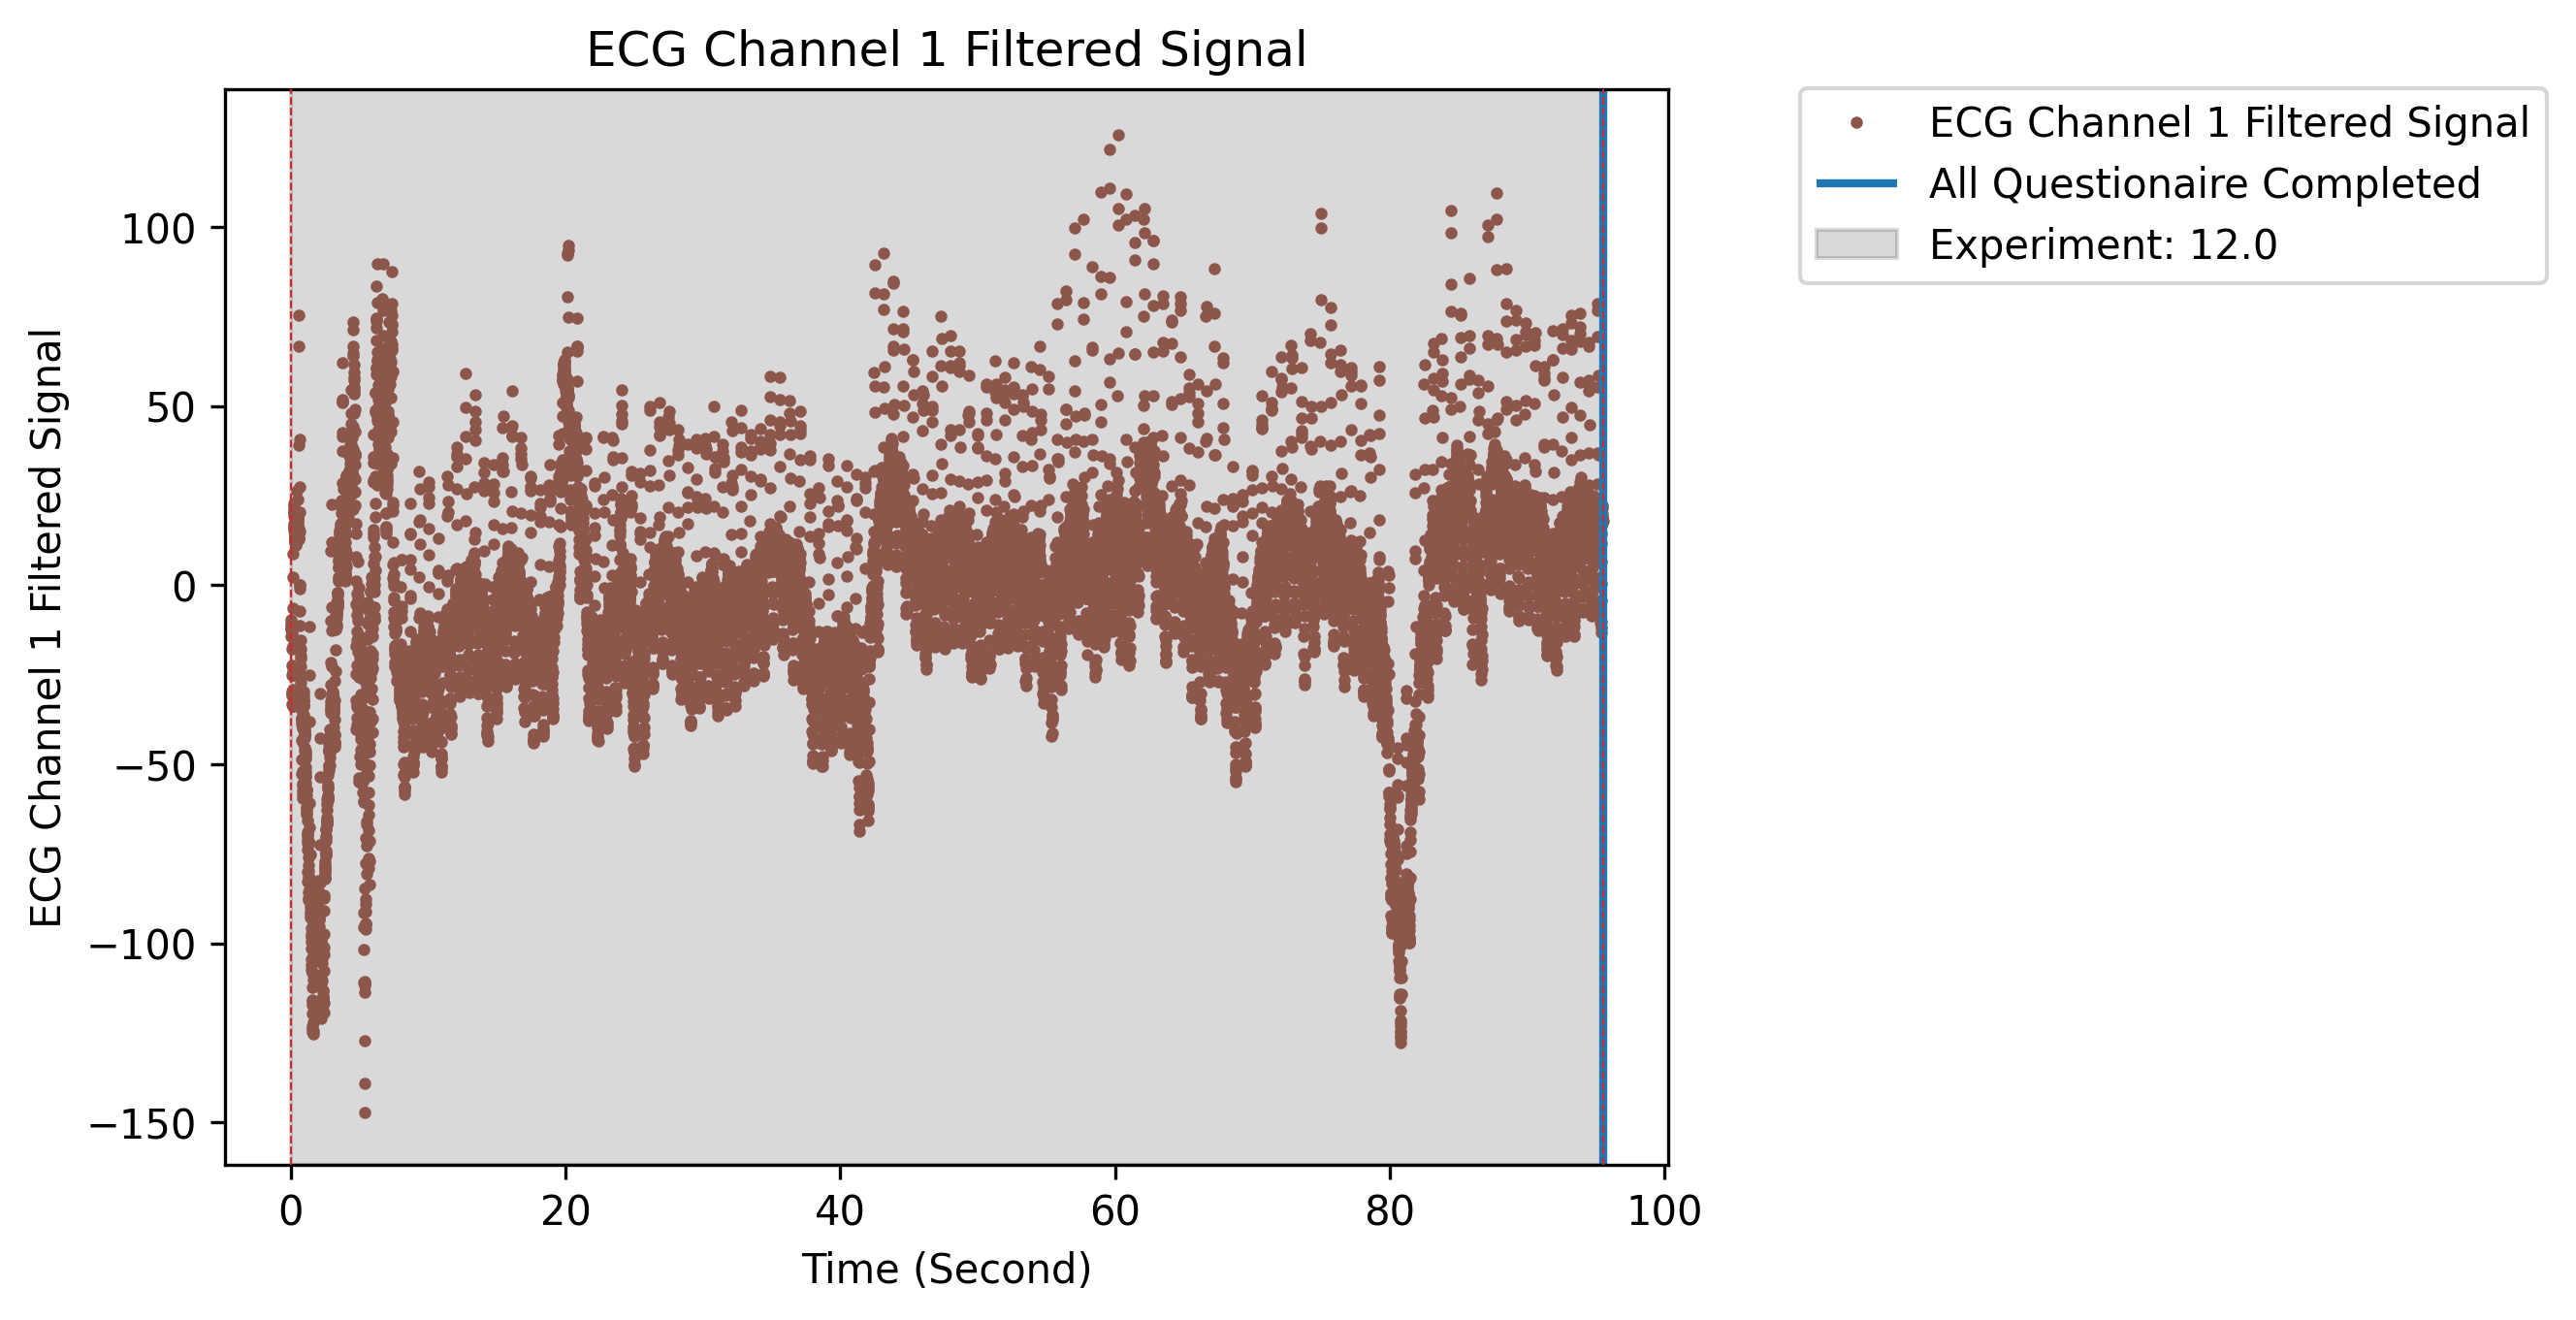 ECG Channel 1 Filtered Signal
ECG Channel 1 Filtered Signal
All Questionaire Completed
Experiment: 12.0
ECG Channel 1 Filtered Signal
100
50
0
−50
−100
−150
0 20 40 60 80 100
Time (Second)